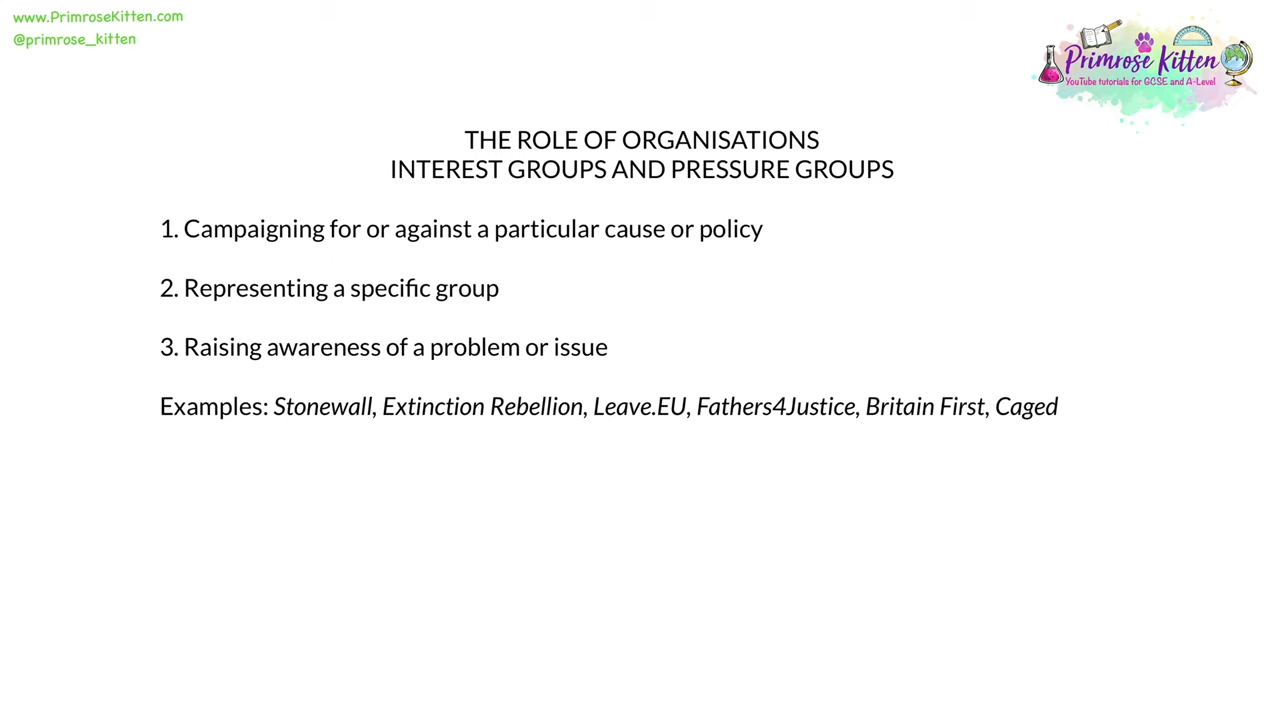 www.PrimroseKitten.com
@primrose_kitten
Primrose Kitten
YouTube tutorials for GCSE and A-Level
THE ROLE OF ORGANISATIONS
INTEREST GROUPS AND PRESSURE GROUPS
1. Campaigning for or against a particular cause or policy
2. Representing a specific group
3. Raising awareness of a problem or issue
Examples: Stonewall, Extinction Rebellion, Leave.EU, Fathers4Justice, Britain First, Caged